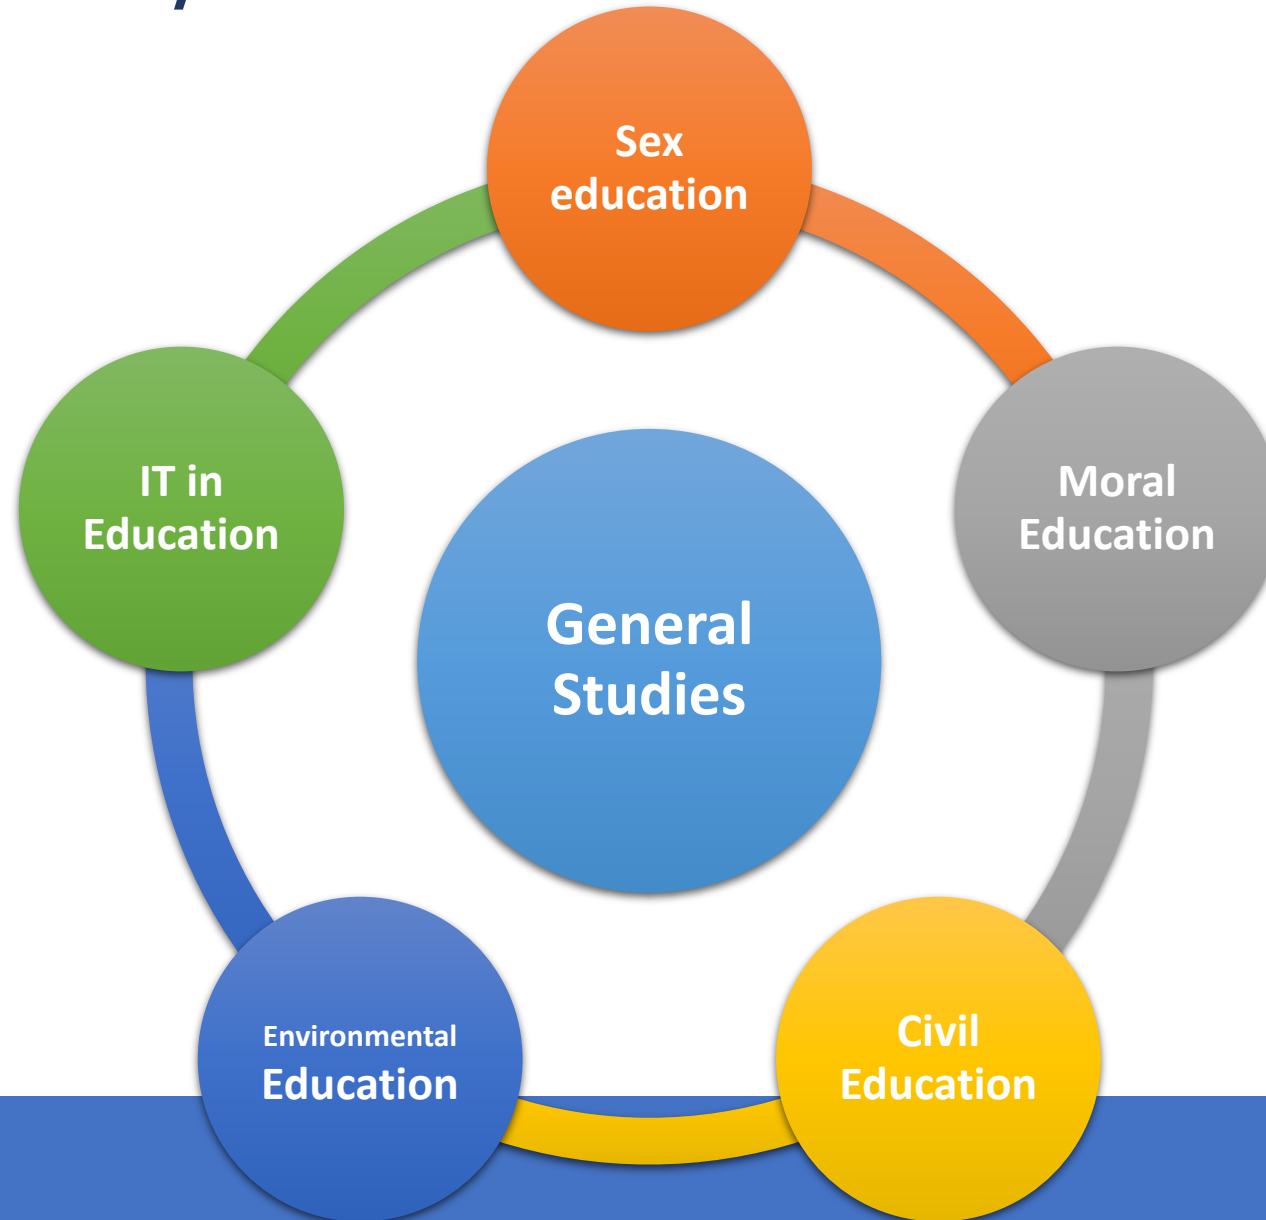 Sex
education
IT in
Education
Moral
Education
General
Studies
Environmental
Education
Civil
Education